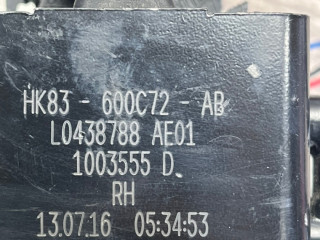 HK83 - 600C72 - AB
L0438788 AE01
1003555 D.
RH
13.07.16 05:34:53